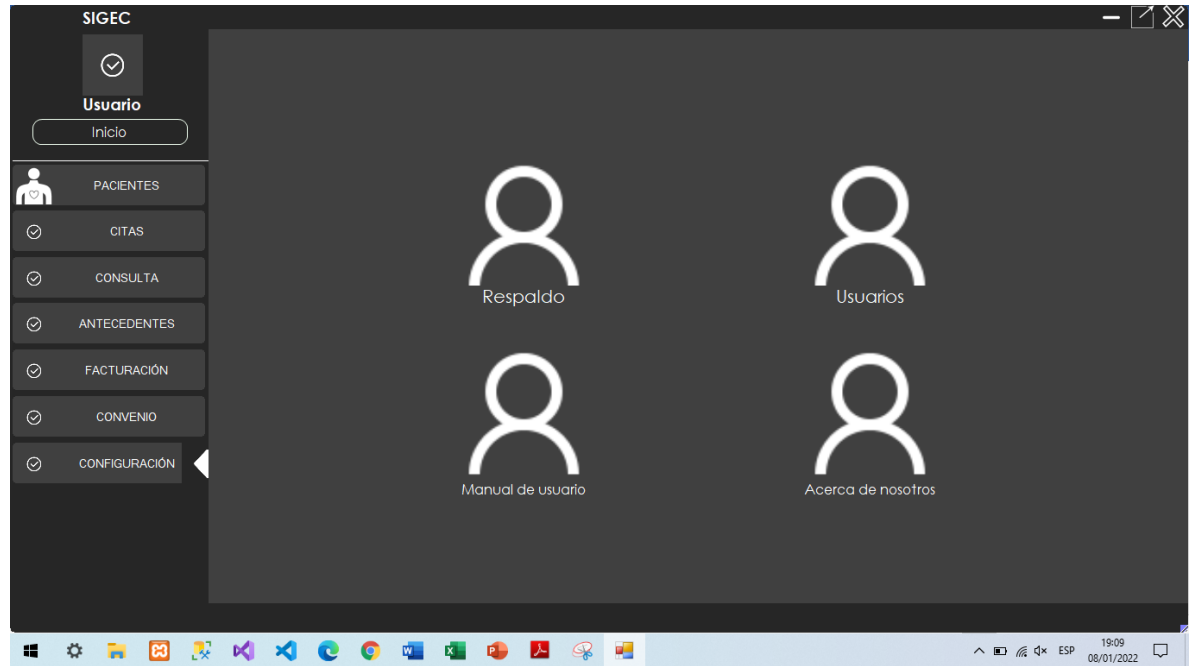 SIGEC
Usuario
Inicio
PACIENTES
CITAS
CONSULTA
ANTECEDENTES
FACTURACIÓN
CONVENIO
CONFIGURACIÓN
Respaldo
Usuarios
Manual de usuario
Acerca de nosotros
ESP
19:09
08/01/2022